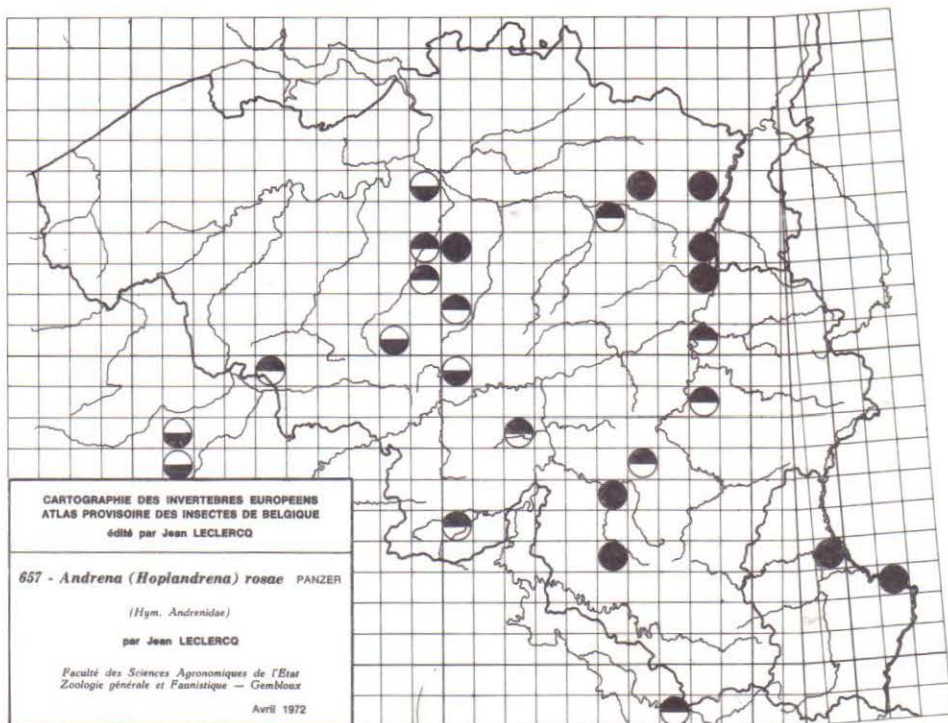 CARTOGRAPHIE DES INVERTEBRES EUROPEENS
ATLAS PROVISOIRE DES INSECTES DE BELGIQUE
édité par Jean LECLERCQ
657 - Andrena (Hoplandrena) rosae PANZER
(Hym. Andrenidae)
par Jean LECLERCQ
Faculté des Sciences Agronomiques de l'Etat
Zoologie générale et Faunistique — Gembloux
Avril 1972